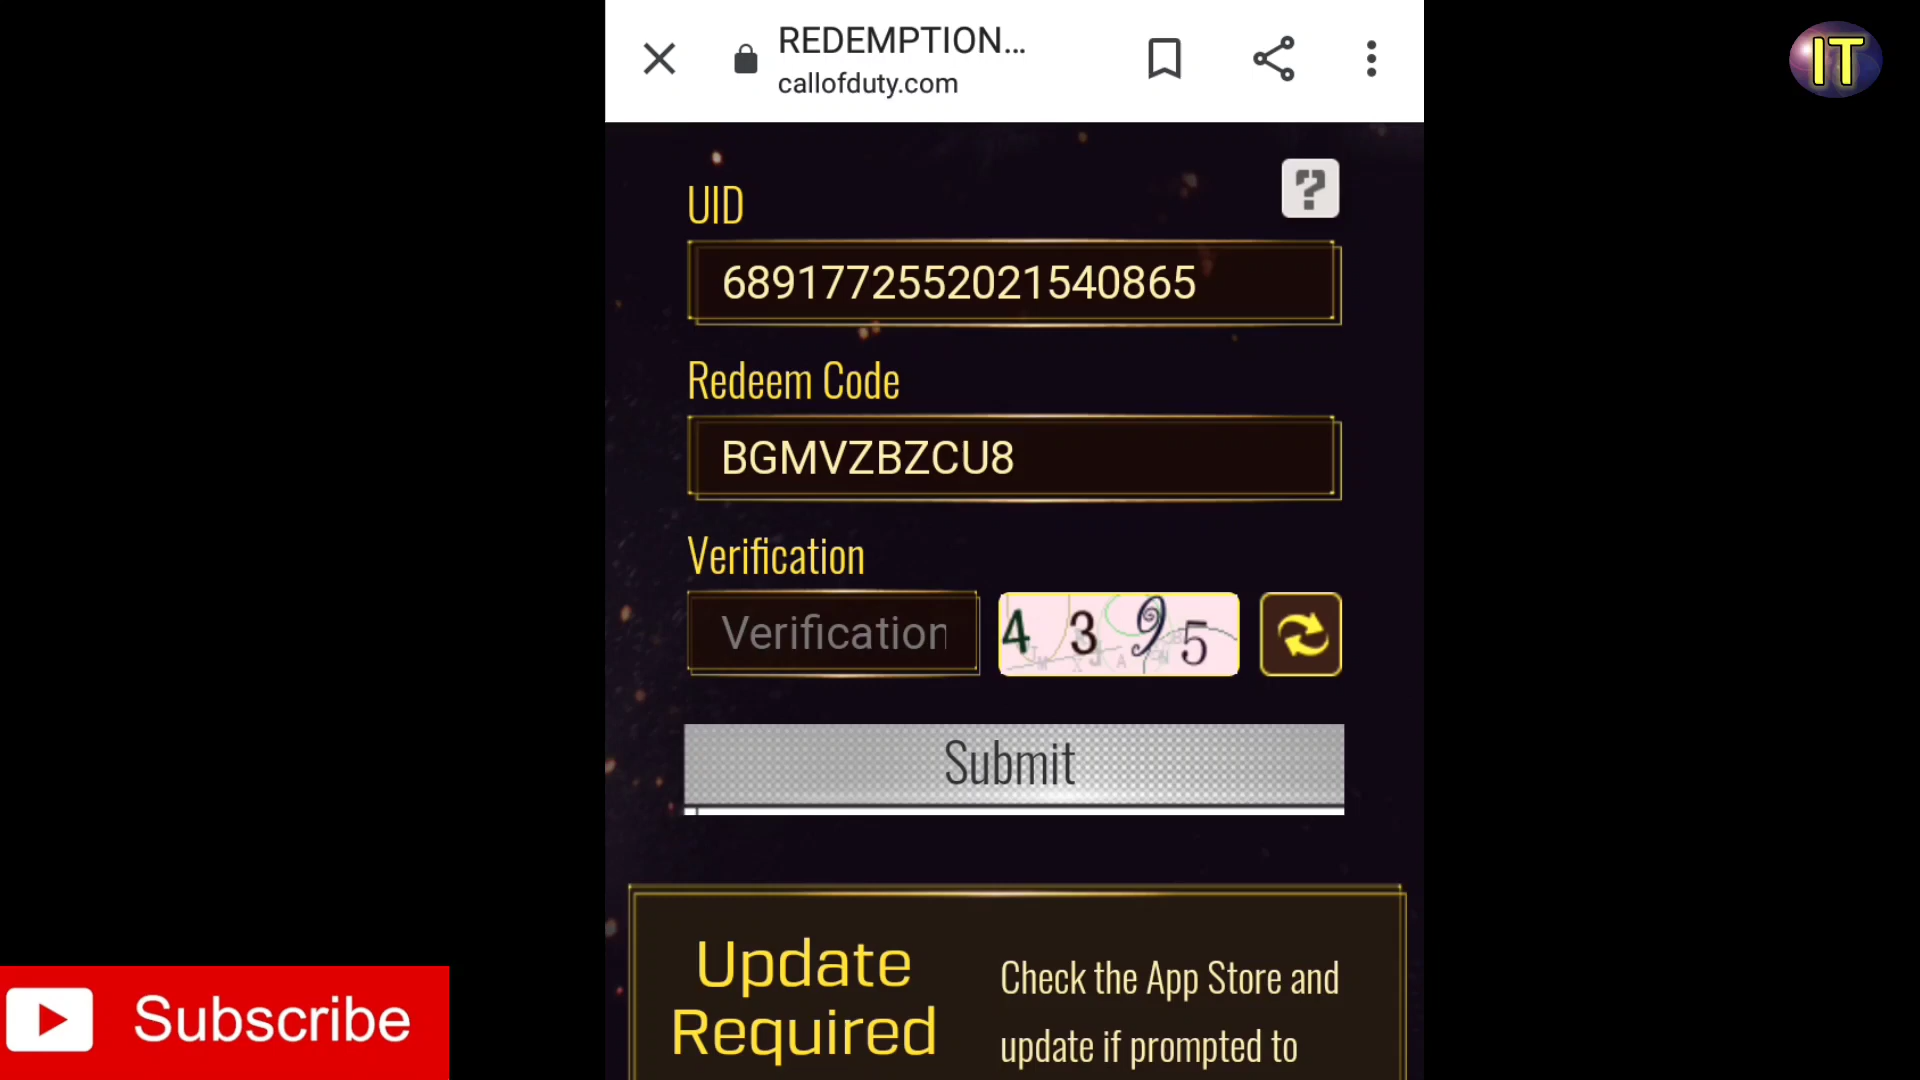 REDEMPTION...
callofduty.com
IT
UID
?
6891772552021540865
Redeem Code
BGMVZBZCU8
Verification
Verification
4 3 9 5
Submit
Update
Required
Check the App Store and
update if prompted to
Subscribe